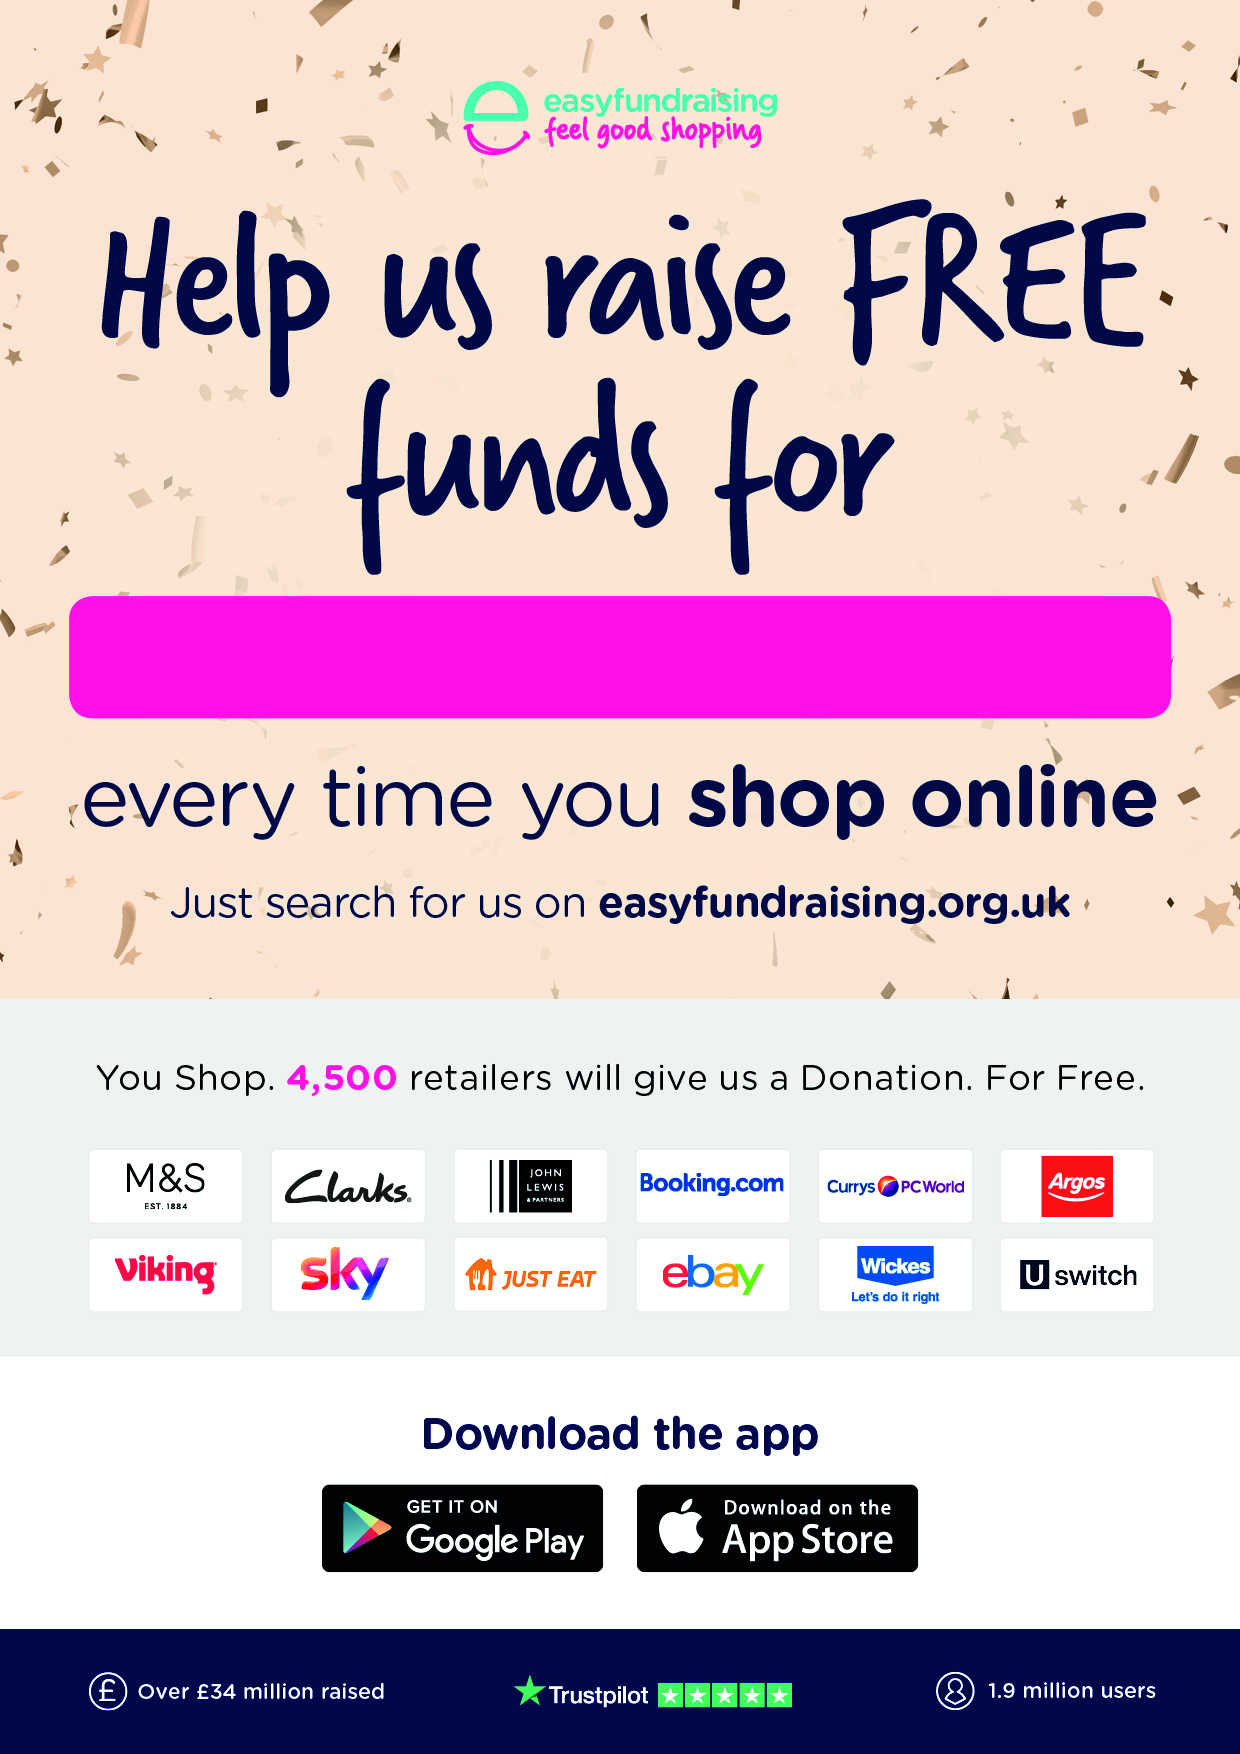 easyfundraising
feel good shopping
Help us raise FREE
funds for
every time you shop online
Just search for us on easyfundraising.org.uk
You Shop. 4,500 retailers will give us a Donation. For Free.
M&S
EST. 1884
Clarks
JOHN
LEWIS
& PARTNERS
Booking.com
Currys PC World
Argos
Viking
sky
JUST EAT
ebay
Wickes
Let's do it right
Uswitch
Download the app
GET IT ON
Google Play
Download on the
App Store
£ Over £34 million raised
Trustpilot
1.9 million users